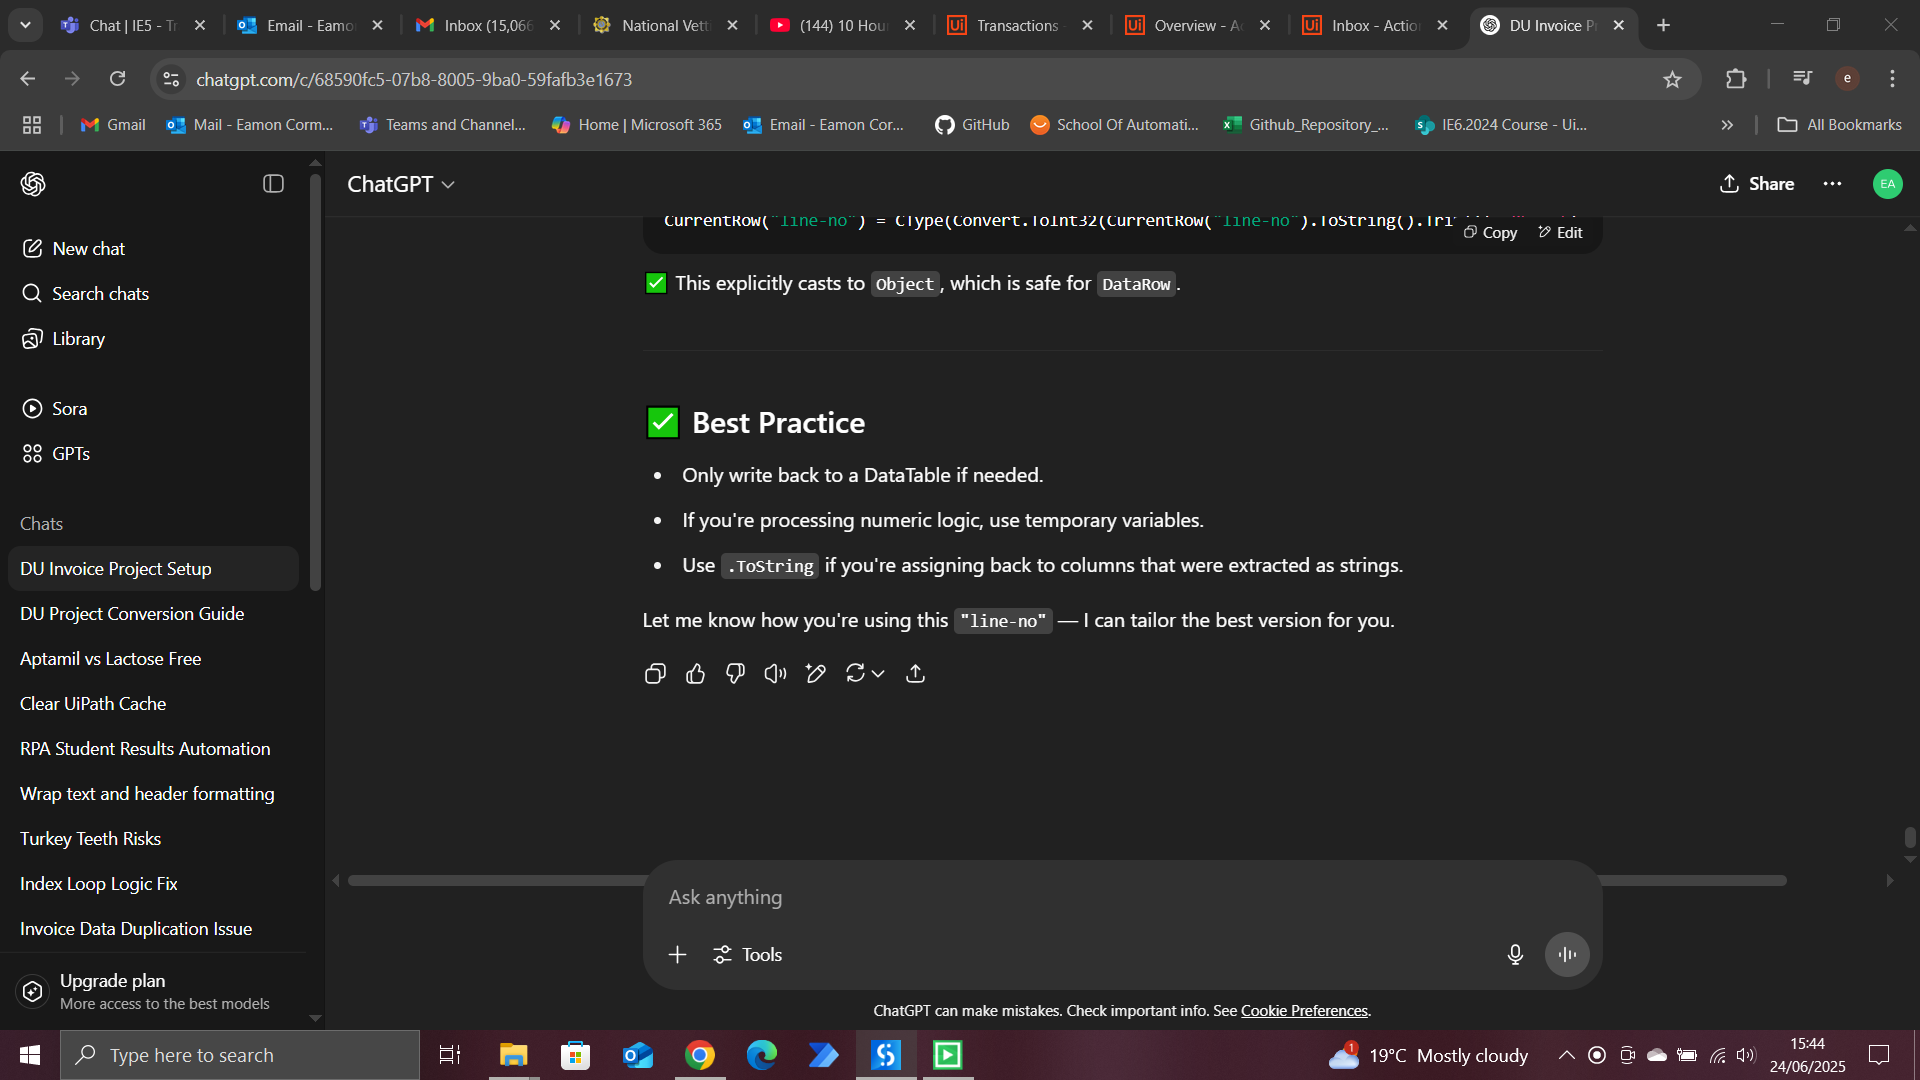 Chat | IE5 - Tr
Email - Eamo
Inbox (15,066
National Vett
(144) 10 Hou
Transactions
Overview - Ac
Inbox - Action
DU Invoice P
chatgpt.com/c/68590fc5-07b8-8005-9ba0-59fafb3e1673
e
Gmail
Mail - Eamon Corm...
Teams and Channel...
Home | Microsoft 365
Email - Eamon Cor...
GitHub
School Of Automati...
Github_Repository_...
IE6.2024 Course - Ui...
All Bookmarks
ChatGPT
Share
EA
New chat
Search chats
Library
Sora
GPTs
Chats
DU Invoice Project Setup
DU Project Conversion Guide
Aptamil vs Lactose Free
Clear UiPath Cache
RPA Student Results Automation
Wrap text and header formatting
Turkey Teeth Risks
Index Loop Logic Fix
Invoice Data Duplication Issue
Upgrade plan
More access to the best models
CurrentRow("line-no") = CType(Convert.ToInt32(CurrentRow("line-no").ToString().Tri
Copy
Edit
This explicitly casts to Object, which is safe for DataRow.
Best Practice
• Only write back to a DataTable if needed.
• If you're processing numeric logic, use temporary variables.
• Use .ToString if you're assigning back to columns that were extracted as strings.
Let me know how you're using this "line-no" — I can tailor the best version for you.
Ask anything
Tools
ChatGPT can make mistakes. Check important info. See Cookie Preferences.
Type here to search
1
19°C Mostly cloudy
15:44
24/06/2025